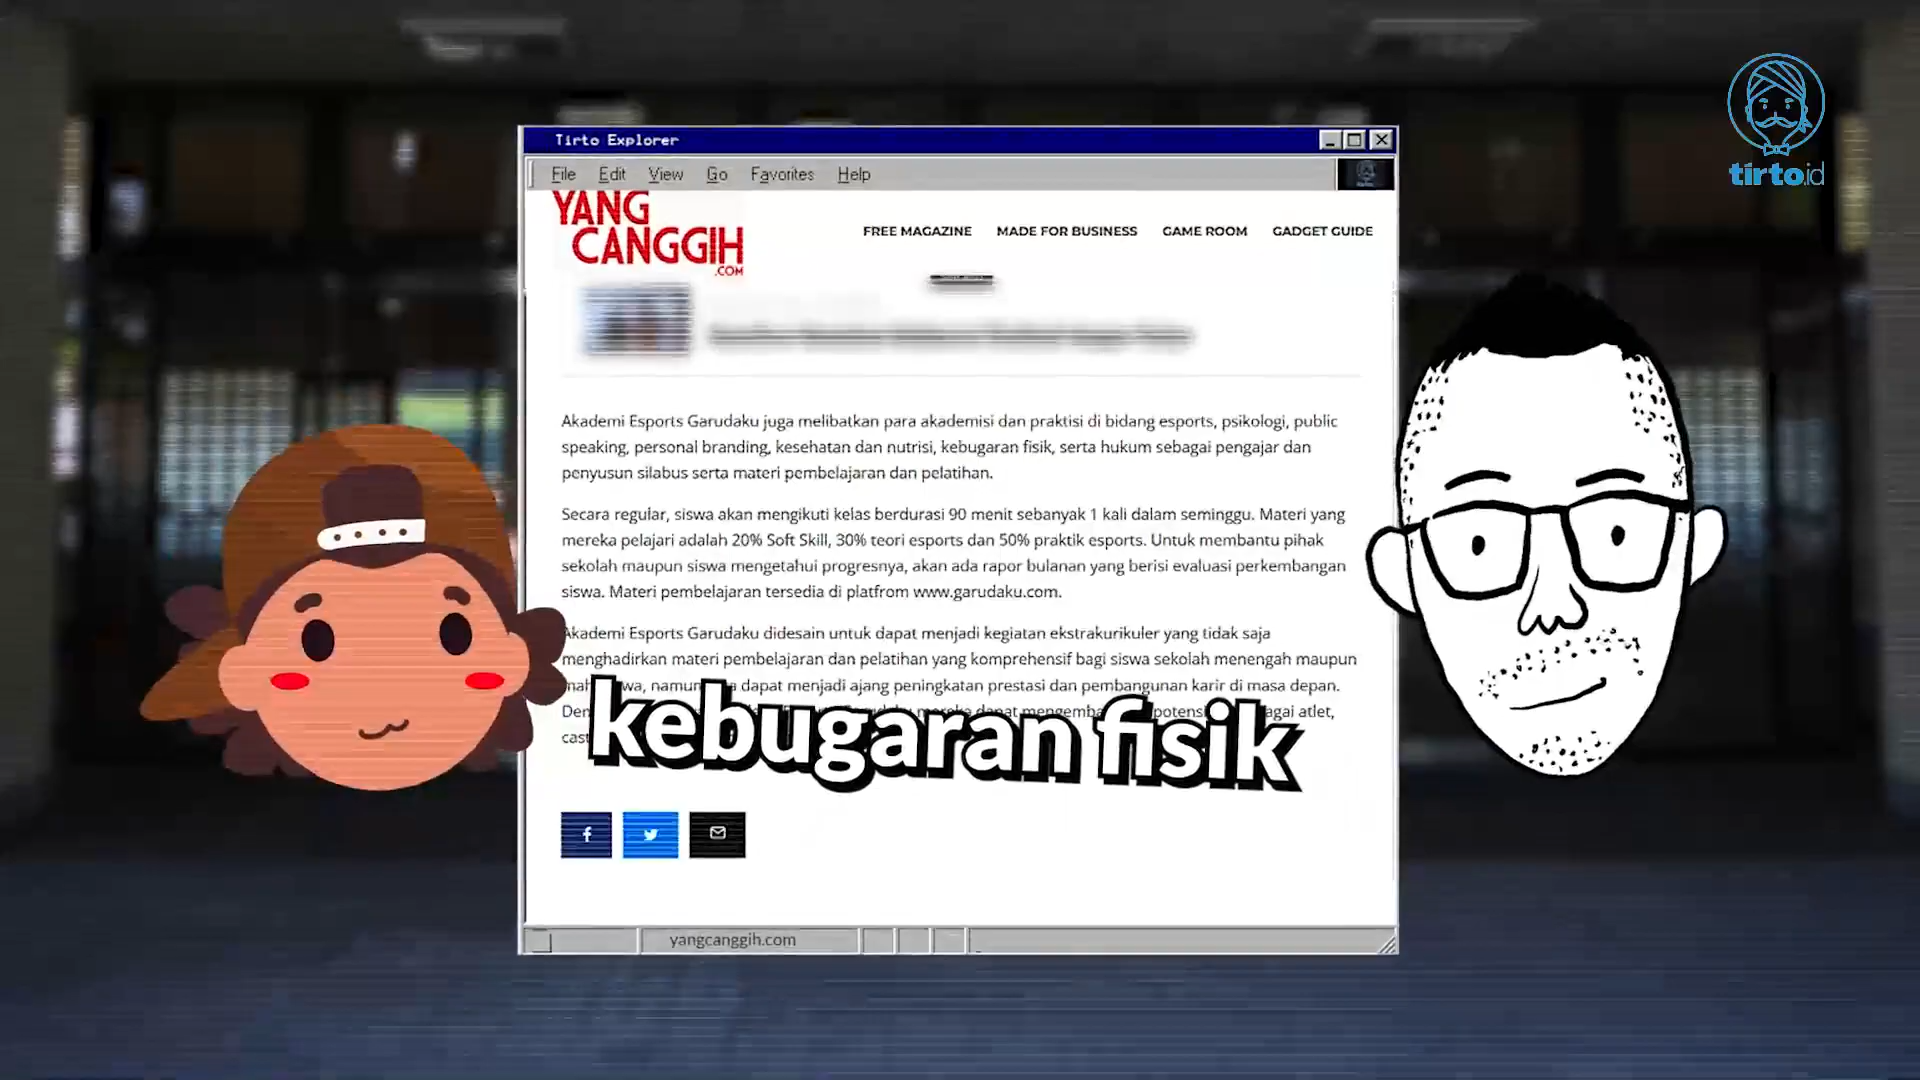 tirto.id
Tirto Explorer
File Edit View Go Favorites Help
YANG
CANGGIH
.COM
FREE MAGAZINE MADE FOR BUSINESS GAME ROOM GADGET GUIDE
Akademi Esports Garudaku juga melibatkan para akademisi dan praktisi di bidang esports, psikologi, public
speaking, personal branding, kesehatan dan nutrisi, kebugaran fisik, serta hukum sebagai pengajar dan
penyusun silabus serta materi pembelajaran dan pelatihan.
Secara regular, siswa akan mengikuti kelas berdurasi 90 menit sebanyak 1 kali dalam seminggu. Materi yang
mereka pelajari adalah 20% Soft Skill, 30% teori esports dan 50% praktik esports. Untuk membantu pihak
sekolah maupun siswa mengetahui progresnya, akan ada rapor bulanan yang berisi evaluasi perkembangan
siswa. Materi pembelajaran tersedia di platfrom www.garudaku.com.
Akademi Esports Garudaku didesain untuk dapat menjadi kegiatan ekstrakurikuler yang tidak saja
menghadirkan materi pembelajaran dan pelatihan yang komprehensif bagi siswa sekolah menengah maupun
dapat menjadi ajang peningkatan prestasi dan pembangunan karir di masa depan.
mereka dapat atlet,
kebugaran fisik
yangcanggih.com